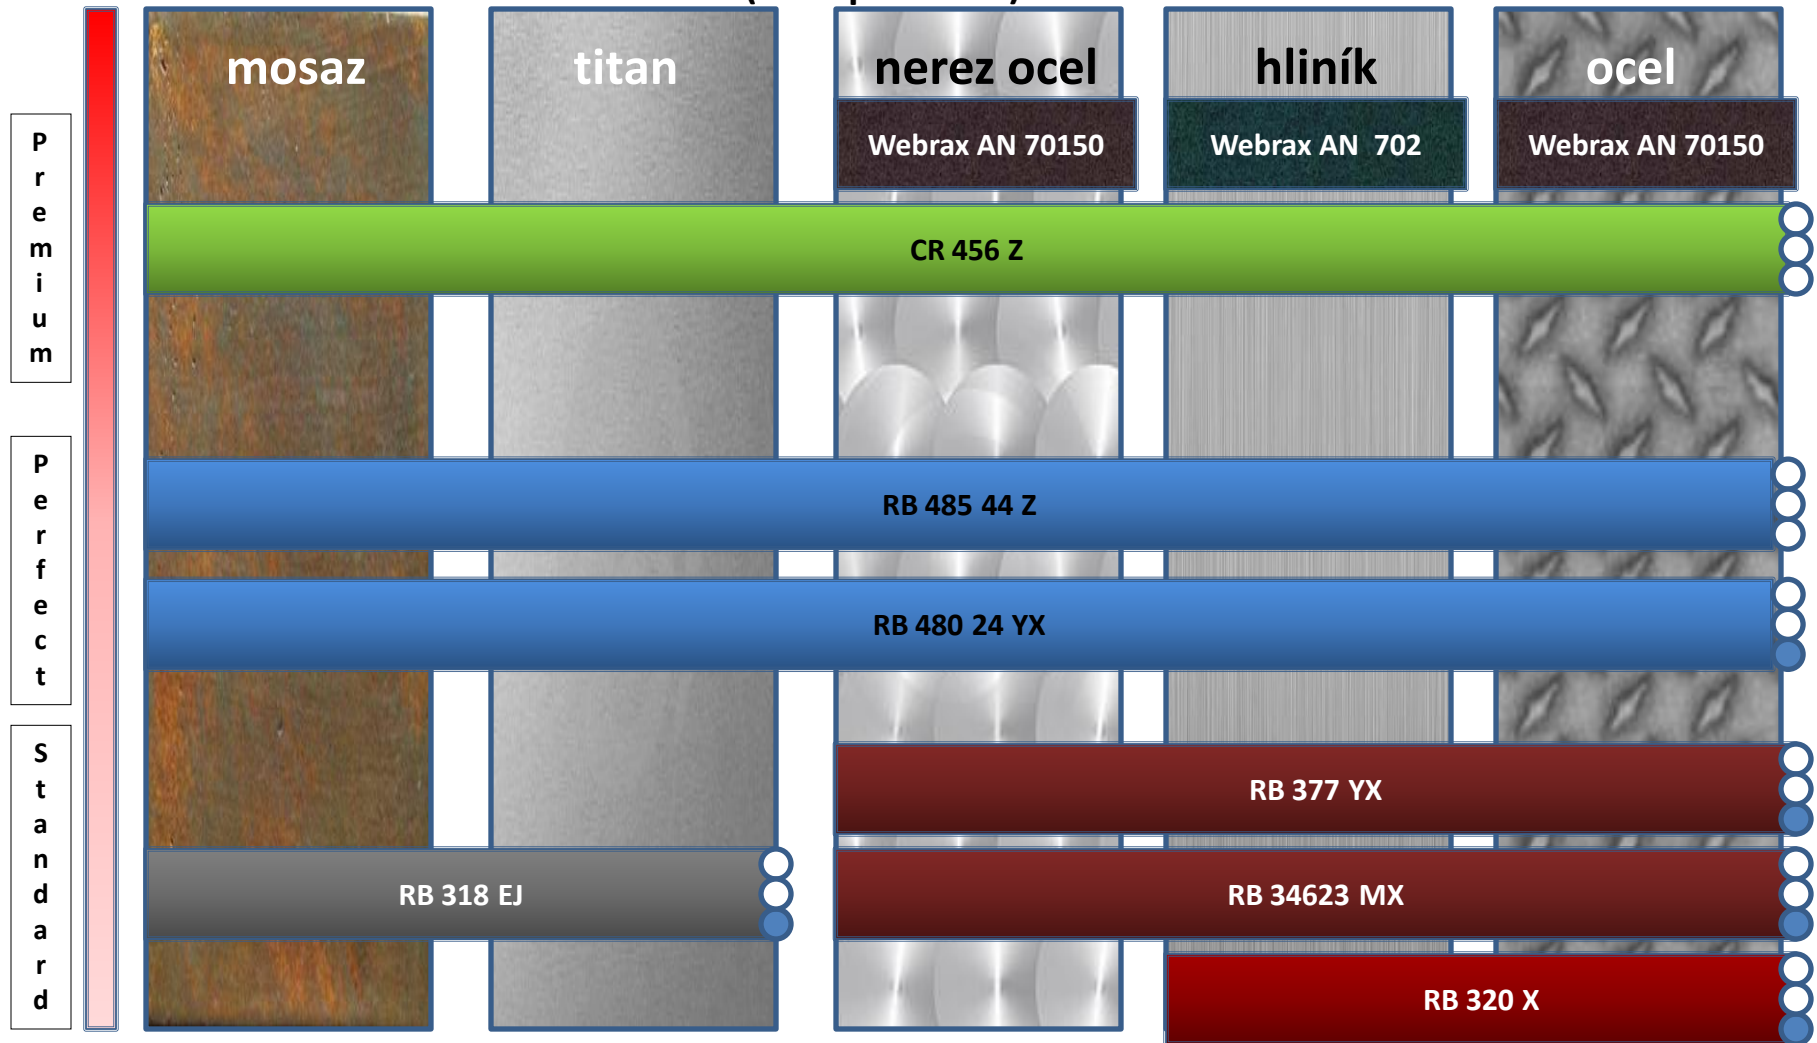 mosaz
titan
nerez ocel
hliník
ocel
Premium
Webrax AN 70150
Webrax AN 702
Webrax AN 70150
CR 456 Z
Perfect
RB 485 44 Z
RB 480 24 YX
Standard
RB 377 YX
RB 318 EJ
RB 34623 MX
RB 320 X